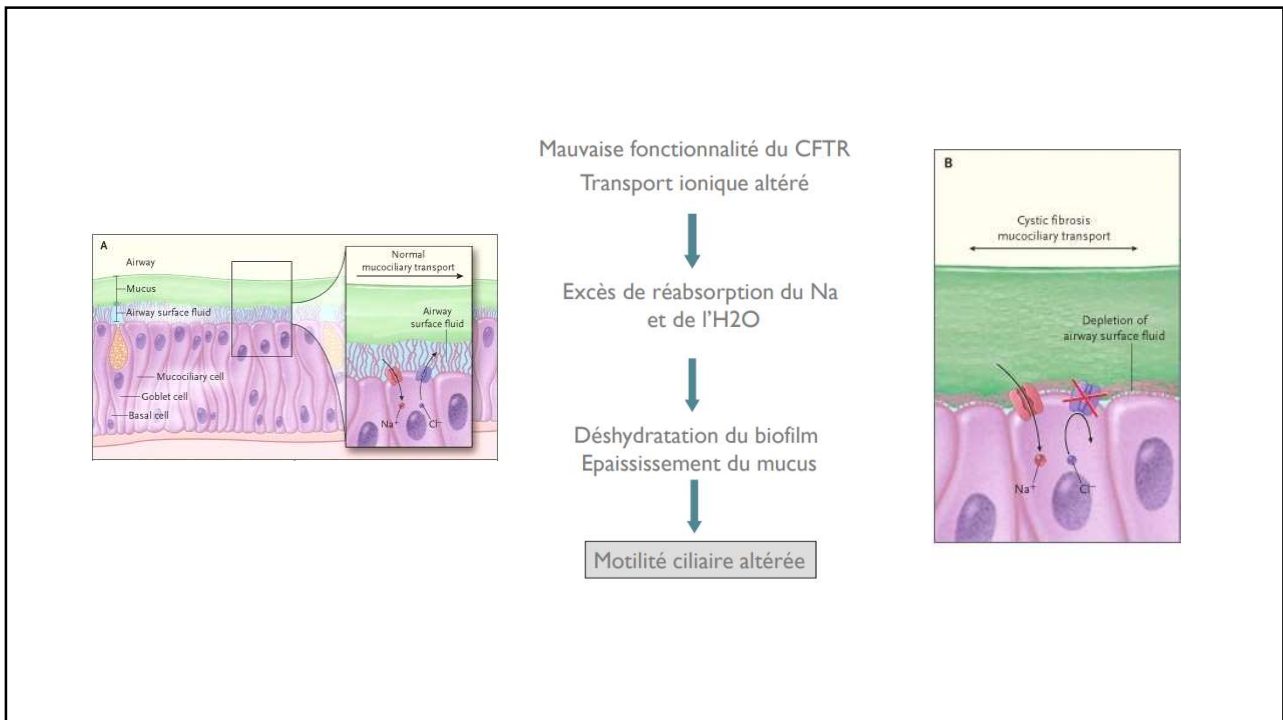 A
Airway
Mucus
Airway surface fluid
Mucociliary cell
Goblet cell
Basal cell
Normal
mucociliary transport
Airway
surface fluid
Na⁺
Cl⁻
Mauvaise fonctionnalité du CFTR
Transport ionique altéré
Excès de réabsorption du Na
et de l'H2O
Déshydratation du biofilm
Epaississement du mucus
Motilité ciliaire altérée
B
Cystic fibrosis
mucociliary transport
Depletion of
airway surface fluid
Na⁺
Cl⁻